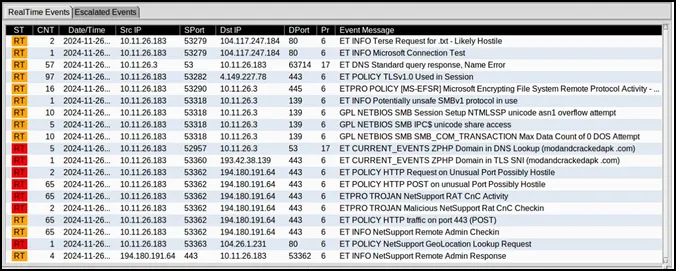 RealTime Events Escalated Events
ST CNT Date/Time Src IP SPort Dst IP DPort Pr Event Message
RT 2 2024-11-26... 10.11.26.183 53279 104.117.247.184 80 6 ET INFO Terse Request for .txt - Likely Hostile
RT 1 2024-11-26... 10.11.26.183 53279 104.117.247.184 80 6 ET INFO Microsoft Connection Test
RT 57 2024-11-26... 10.11.26.3 53 10.11.26.183 63714 17 ET DNS Standard query response, Name Error
RT 97 2024-11-26... 10.11.26.183 53282 4.149.227.78 443 6 ET POLICY TLSv1.0 Used in Session
RT 16 2024-11-26... 10.11.26.183 53290 10.11.26.3 445 6 ETPRO POLICY [MS-EFSR] Microsoft Encrypting File System Remote Protocol Activity - ...
RT 1 2024-11-26... 10.11.26.183 53318 10.11.26.3 139 6 ET INFO Potentially unsafe SMBv1 protocol in use
RT 10 2024-11-26... 10.11.26.183 53318 10.11.26.3 139 6 GPL NETBIOS SMB Session Setup NTMLSSP unicode asn1 overflow attempt
RT 5 2024-11-26... 10.11.26.183 53318 10.11.26.3 139 6 GPL NETBIOS SMB IPC$ unicode share access
RT 10 2024-11-26... 10.11.26.183 53318 10.11.26.3 139 6 GPL NETBIOS SMB SMB_COM_TRANSACTION Max Data Count of 0 DOS Attempt
RT 5 2024-11-26... 10.11.26.183 52957 10.11.26.3 53 17 ET CURRENT_EVENTS ZPHP Domain in DNS Lookup (modandcrackedapk .com)
RT 1 2024-11-26... 10.11.26.183 53360 193.42.38.139 443 6 ET CURRENT_EVENTS ZPHP Domain in TLS SNI (modandcrackedapk .com)
RT 65 2024-11-26... 10.11.26.183 53362 194.180.191.64 443 6 ET POLICY HTTP Request on Unusual Port Possibly Hostile
RT 65 2024-11-26... 10.11.26.183 53362 194.180.191.64 443 6 ET POLICY HTTP POST on unusual Port Possibly Hostile
RT 65 2024-11-26... 10.11.26.183 53362 194.180.191.64 443 6 ETPRO TROJAN NetSupport RAT CnC Activity
RT 2 2024-11-26... 10.11.26.183 53362 194.180.191.64 443 6 ETPRO TROJAN Malicious NetSupport Rat CnC Checkin
RT 65 2024-11-26... 10.11.26.183 53362 194.180.191.64 443 6 ET POLICY HTTP traffic on port 443 (POST)
RT 65 2024-11-26... 10.11.26.183 53362 194.180.191.64 443 6 ET INFO NetSupport Remote Admin Checkin
RT 1 2024-11-26... 10.11.26.183 53363 104.26.1.231 80 6 ET POLICY NetSupport GeoLocation Lookup Request
RT 4 2024-11-26... 194.180.191.64 443 10.11.26.183 53362 6 ET INFO NetSupport Remote Admin Response